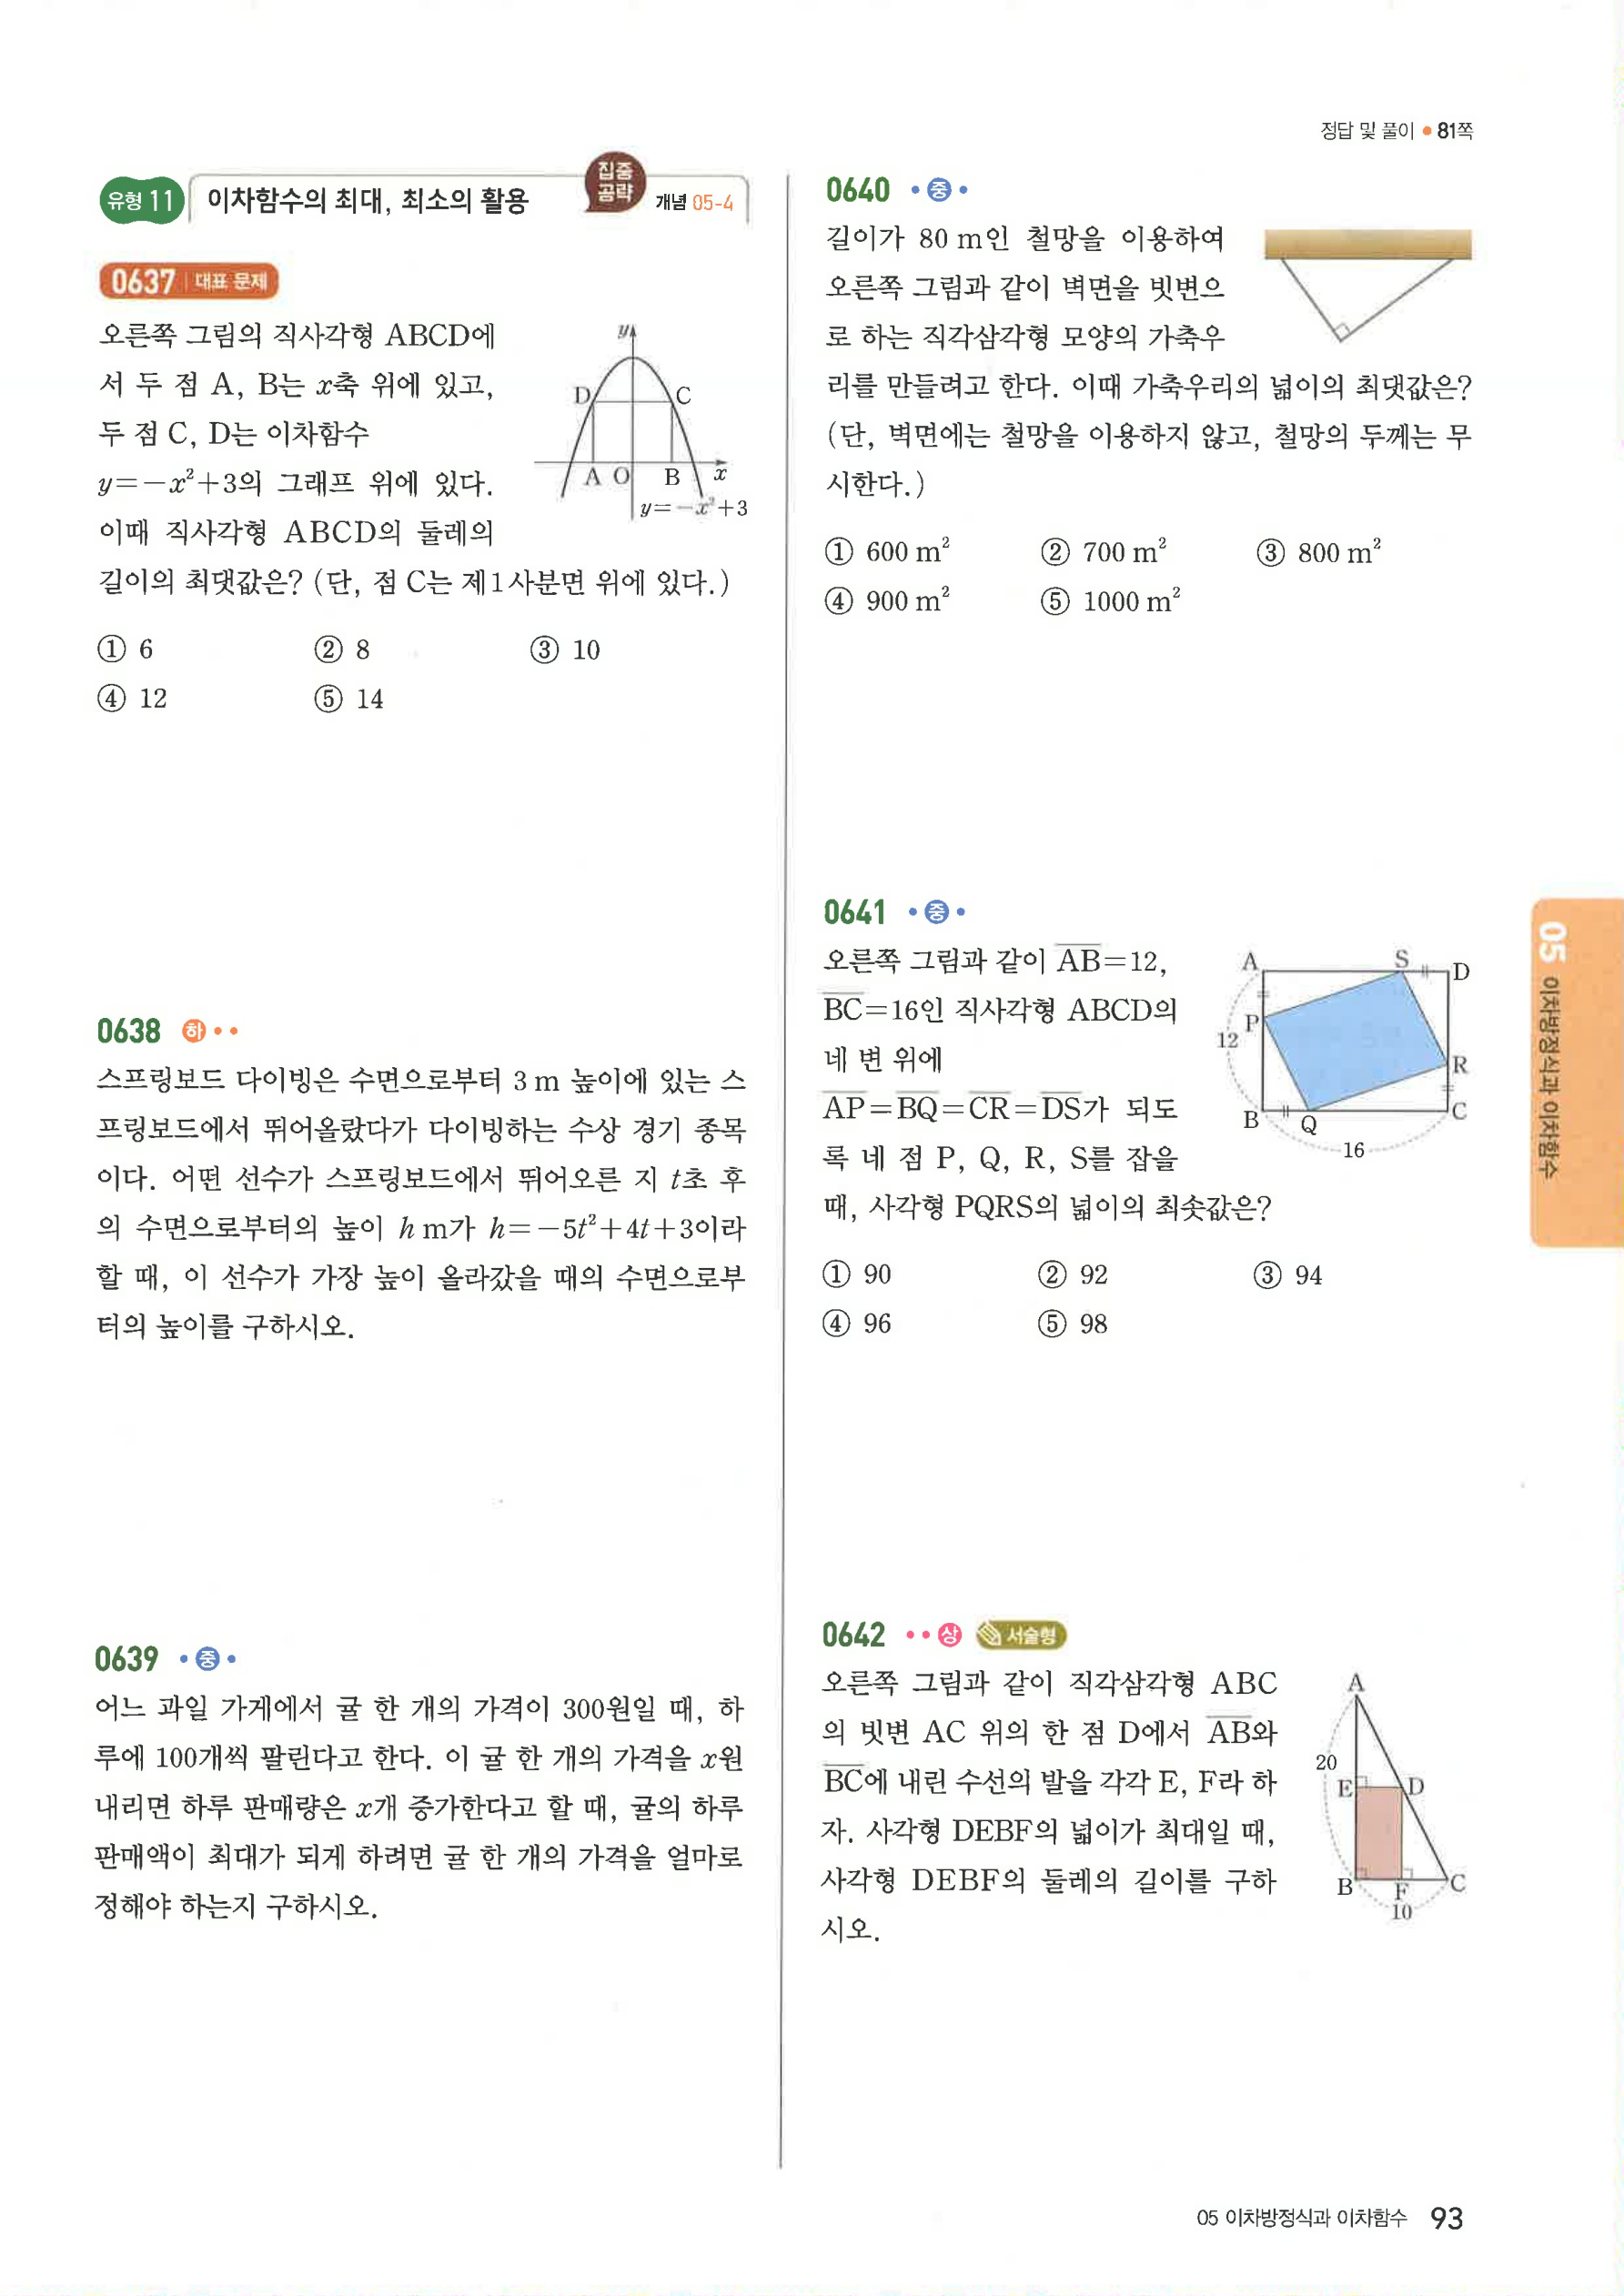 정답 및 풀이 • 81쪽
유형 11 이차함수의 최대, 최소의 활용 집중 공략 개념 05-4
0637 대표 문제
오른쪽 그림의 직사각형 ABCD에
서 두 점 A, B는 x축 위에 있고,
두 점 C, D는 이차함수
y=-x²+3의 그래프 위에 있다.
이때 직사각형 ABCD의 둘레의
길이의 최댓값은? (단, 점 C는 제1사분면 위에 있다.)
y
D C
A O B x
y=-x²+3
① 6 ② 8 ③ 10
④ 12 ⑤ 14
0638 하
스프링보드 다이빙은 수면으로부터 3 m 높이에 있는 스
프링보드에서 뛰어올랐다가 다이빙하는 수상 경기 종목
이다. 어떤 선수가 스프링보드에서 뛰어오른 지 t초 후
의 수면으로부터의 높이 h m가 h=-5t²+4t+3이라
할 때, 이 선수가 가장 높이 올라갔을 때의 수면으로부
터의 높이를 구하시오.
0639 중
어느 과일 가게에서 귤 한 개의 가격이 300원일 때, 하
루에 100개씩 팔린다고 한다. 이 귤 한 개의 가격을 x원
내리면 하루 판매량은 x개 증가한다고 할 때, 귤의 하루
판매액이 최대가 되게 하려면 귤 한 개의 가격을 얼마로
정해야 하는지 구하시오.
0640 중
길이가 80 m인 철망을 이용하여
오른쪽 그림과 같이 벽면을 빗변으
로 하는 직각삼각형 모양의 가축우
리를 만들려고 한다. 이때 가축우리의 넓이의 최댓값은?
(단, 벽면에는 철망을 이용하지 않고, 철망의 두께는 무
시한다.)
① 600 m² ② 700 m² ③ 800 m²
④ 900 m² ⑤ 1000 m²
0641 중
오른쪽 그림과 같이 AB=12,
BC=16인 직사각형 ABCD의
네 변 위에
AP=BQ=CR=DS가 되도
록 네 점 P, Q, R, S를 잡을
때, 사각형 PQRS의 넓이의 최솟값은?
A S D
P
12
R
B Q C
16
① 90 ② 92 ③ 94
④ 96 ⑤ 98
0642 상 서술형
오른쪽 그림과 같이 직각삼각형 ABC
의 빗변 AC 위의 한 점 D에서 AB와
BC에 내린 수선의 발을 각각 E, F라 하
자. 사각형 DEBF의 넓이가 최대일 때,
사각형 DEBF의 둘레의 길이를 구하
시오.
A
20
E D
B F C
10
05 이차방정식과 이차함수
05 이차방정식과 이차함수 93